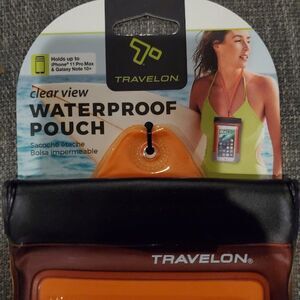 Holds up to
iPhone® 11 Pro Max
& Galaxy Note 10+
TRAVELON
clear view
WATERPROOF
POUCH
Sacoche étanche
Bolsa impermeable
TRAVELON®